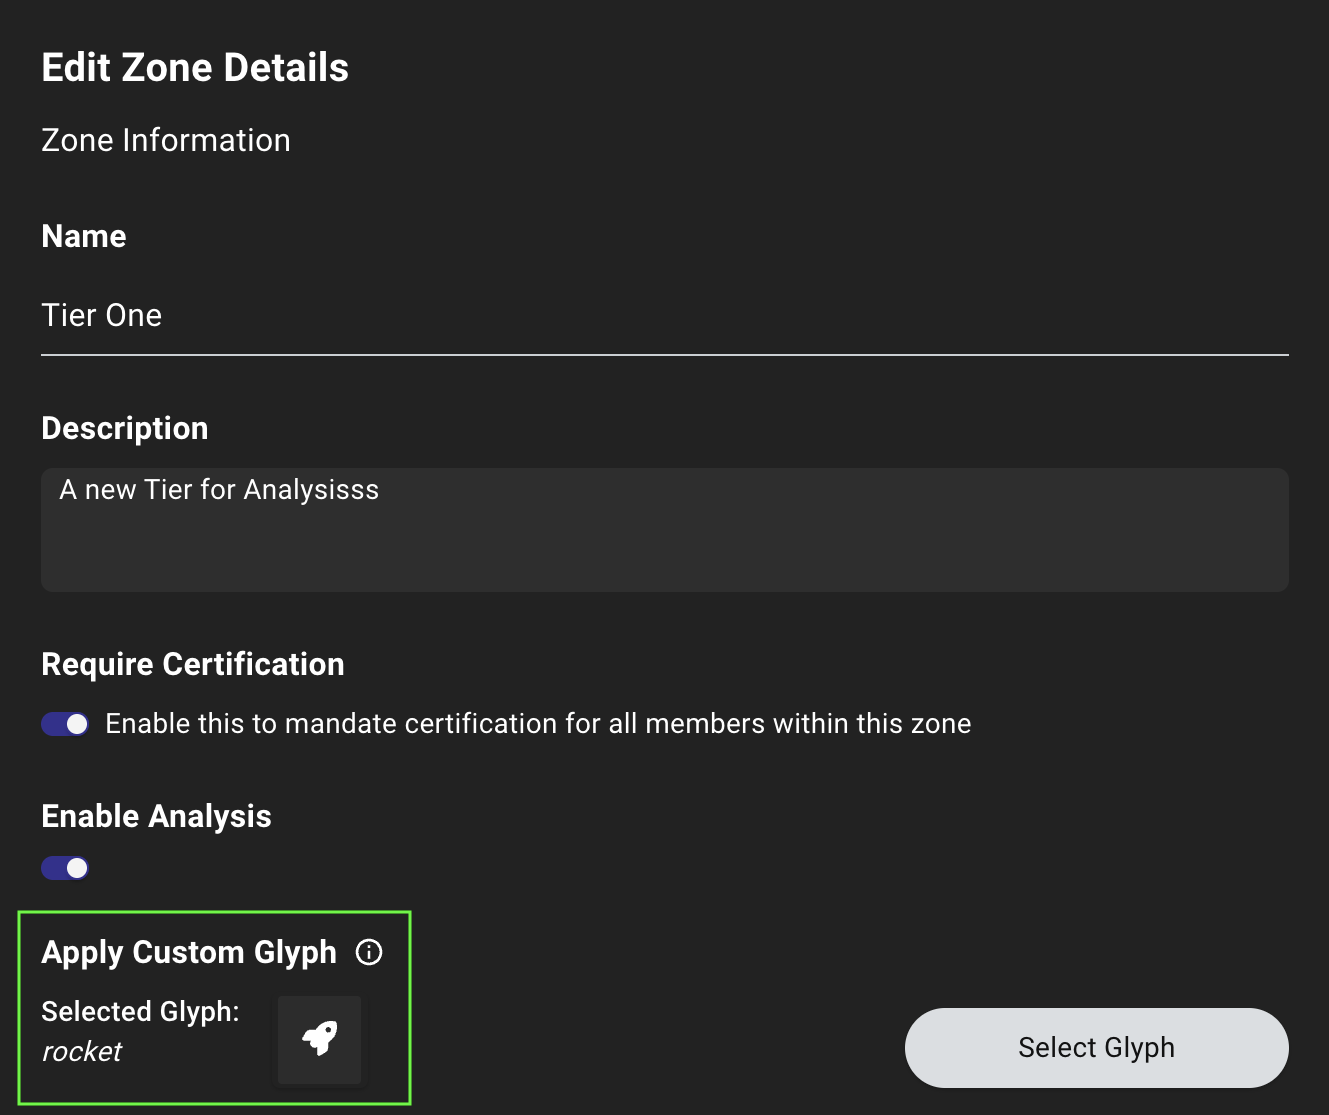 Edit Zone Details
Zone Information
Name
Tier One
Description
A new Tier for Analysisss
Require Certification
Enable this to mandate certification for all members within this zone
Enable Analysis
Apply Custom Glyph
Selected Glyph:
rocket
Select Glyph